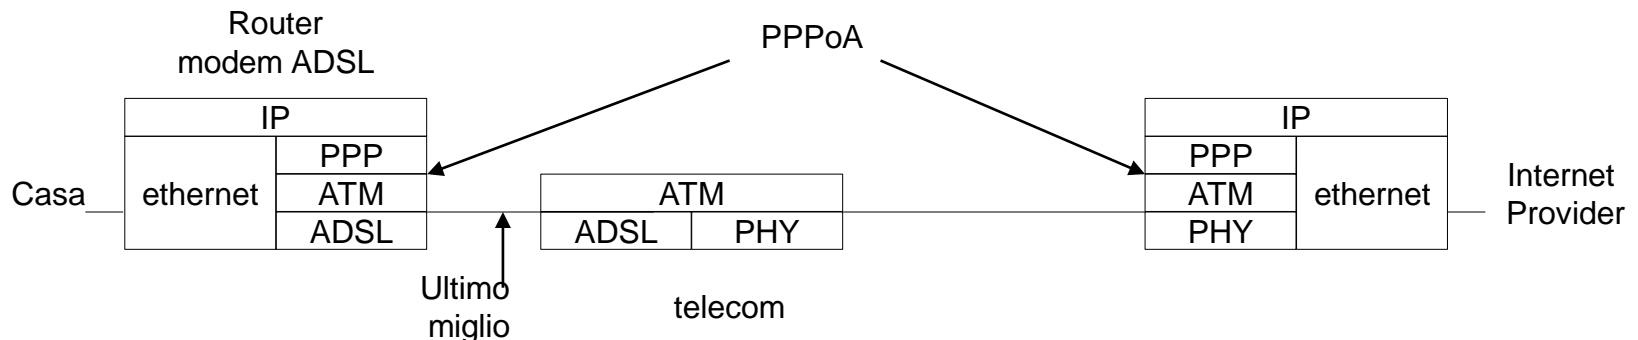 Router
modem ADSL
PPPoA
IP
PPP
ethernet
ATM
ADSL
Casa
ATM
ADSL
PHY
IP
PPP
ATM
PHY
ethernet
Internet
Provider
Ultimo
miglio
telecom